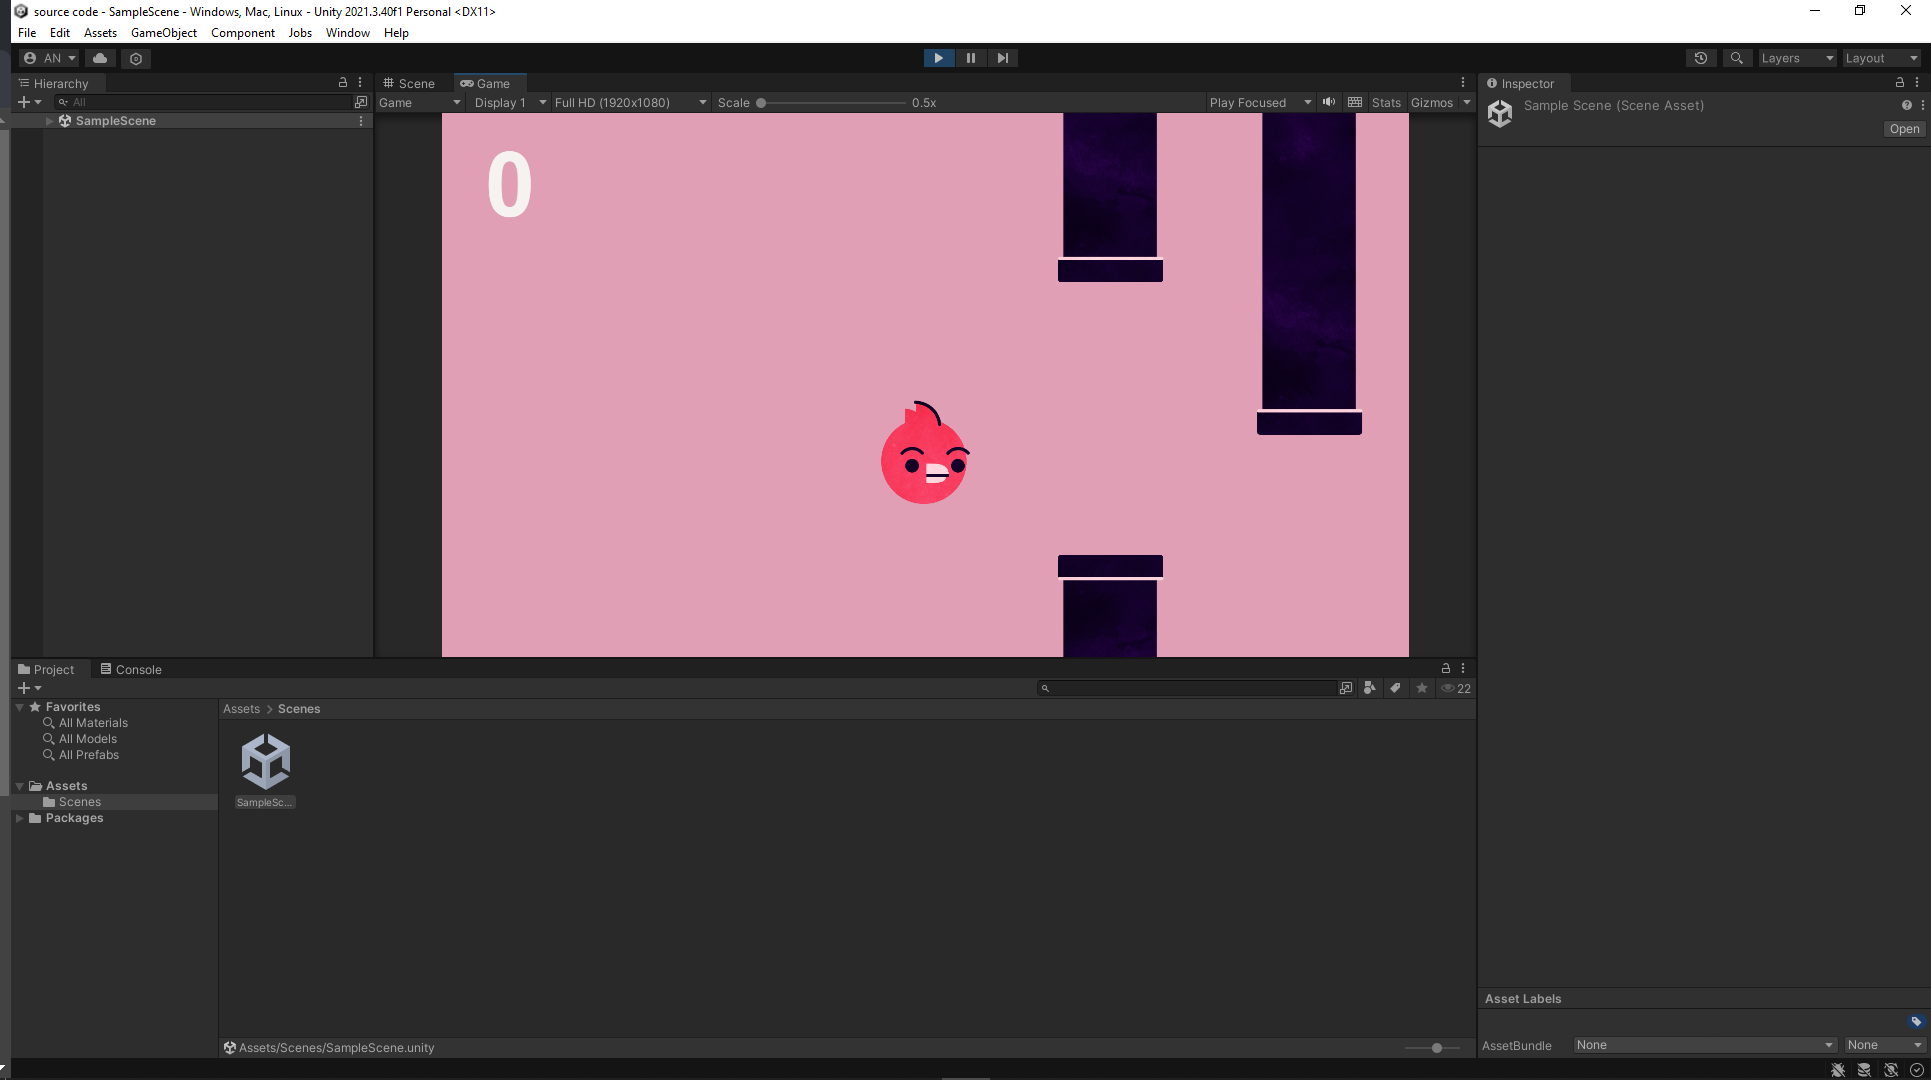 source code - SampleScene - Windows, Mac, Linux - Unity 2021.3.40f1 Personal <DX11>
File Edit Assets GameObject Component Jobs Window Help
AN
Layers Layout
Hierarchy
All
SampleScene
Scene Game
Game Display 1 Full HD (1920x1080) Scale 0.5x Play Focused Stats Gizmos
0
Inspector
Sample Scene (Scene Asset)
Open
Project Console
22
Favorites
All Materials
All Models
All Prefabs
Assets
Scenes
Packages
Assets > Scenes
SampleSc...
Assets/Scenes/SampleScene.unity
Asset Labels
AssetBundle None None